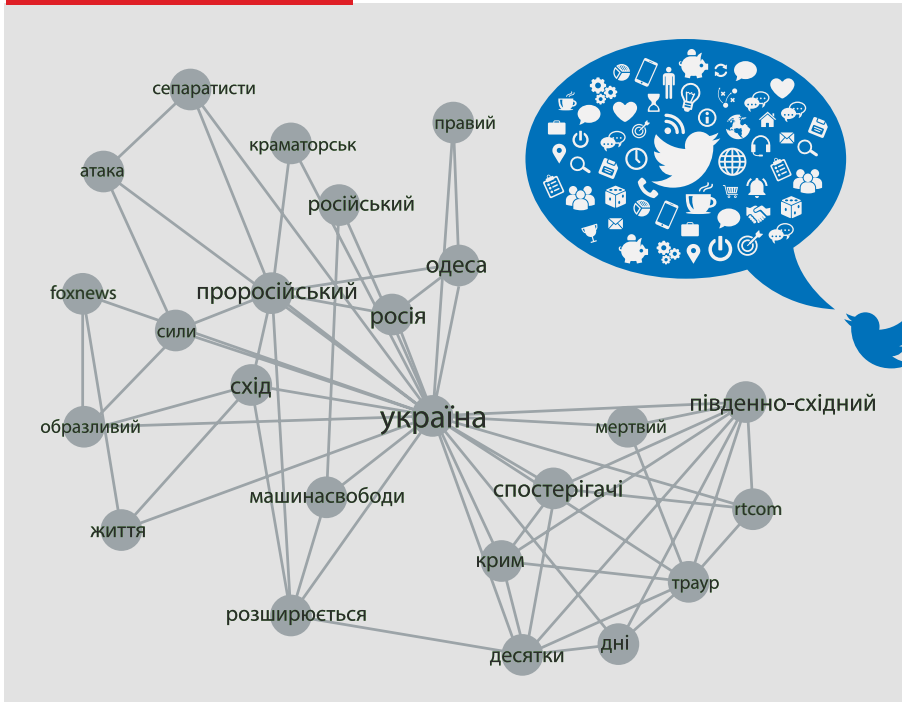 сепаратисти
правий
краматорськ
атака
російський
одеса
foxnews
проросійський
росія
сили
схід
південно-східний
україна
образливий
мертвий
спостерігачі
машинасвободи
rtcom
життя
крим
траур
розширюється
дні
десятки